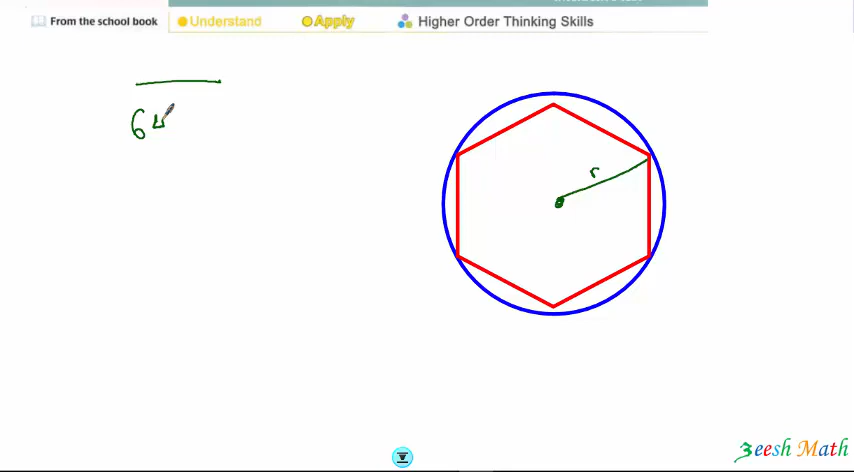 From the school book Understand Apply Higher Order Thinking Skills
r
6
Zeesh Math